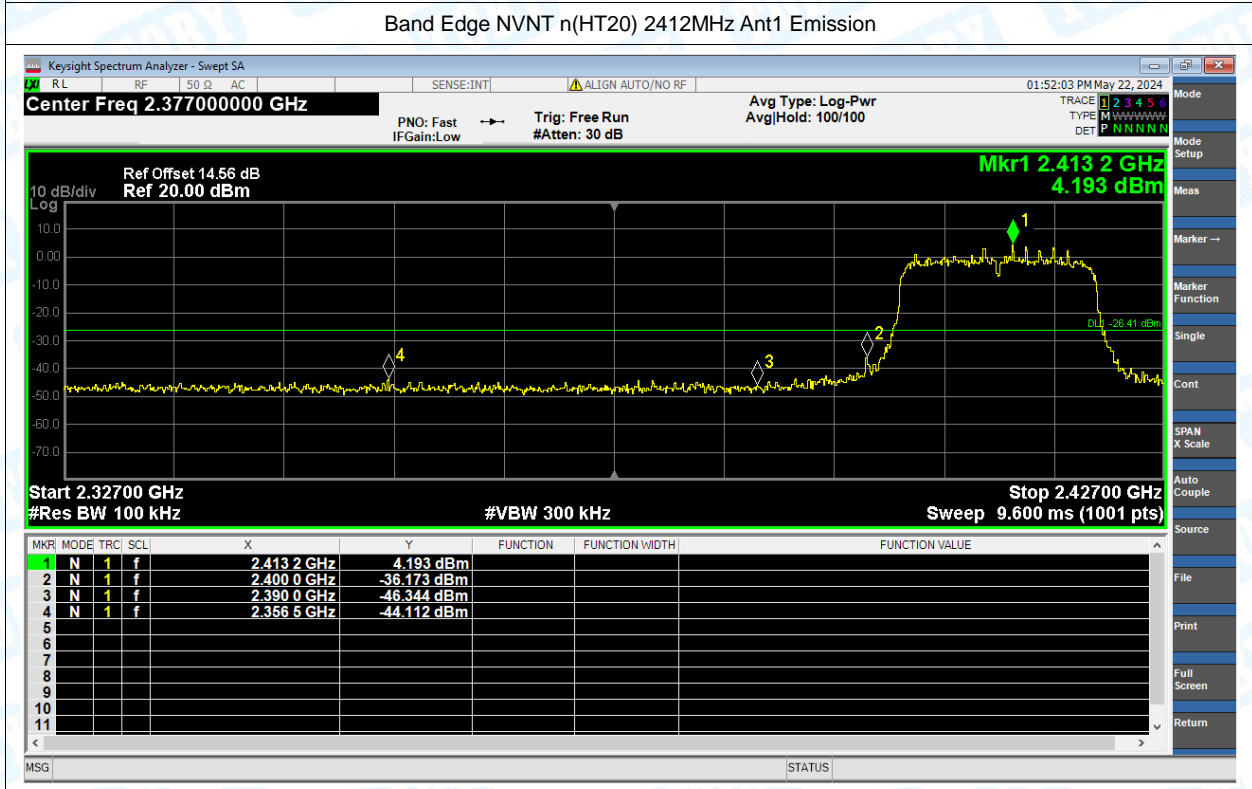 Band Edge NVNT n(HT20) 2412MHz Ant1 Emission
Keysight Spectrum Analyzer - Swept SA
LXI RL RF 50 Ω AC SENSE:INT ALIGN AUTO/NO RF 01:52:03 PM May 22, 2024
Center Freq 2.377000000 GHz
PNO: Fast
IFGain:Low
Trig: Free Run
#Atten: 30 dB
Avg Type: Log-Pwr
Avg|Hold: 100/100
TRACE 1 2 3 4 5 6
TYPE M WWWWW
DET P N N N N N
Mkr1 2.413 2 GHz
4.193 dBm
10 dB/div
Log
Ref Offset 14.56 dB
Ref 20.00 dBm
10.0
0.00
-10.0
-20.0
-30.0
-40.0
-50.0
-60.0
-70.0
1
2
3
4
DL1 -26.41 dBm
Start 2.32700 GHz
#Res BW 100 kHz
#VBW 300 kHz
Stop 2.42700 GHz
Sweep 9.600 ms (1001 pts)
MKR MODE TRC SCL X Y FUNCTION FUNCTION WIDTH FUNCTION VALUE
1 N 1 f 2.413 2 GHz 4.193 dBm
2 N 1 f 2.400 0 GHz -36.173 dBm
3 N 1 f 2.390 0 GHz -46.344 dBm
4 N 1 f 2.356 5 GHz -44.112 dBm
5
6
7
8
9
10
11
MSG STATUS
Mode
Mode
Setup
Meas
Marker→
Marker
Function
Single
Cont
SPAN
X Scale
Auto
Couple
Source
File
Print
Full
Screen
Return